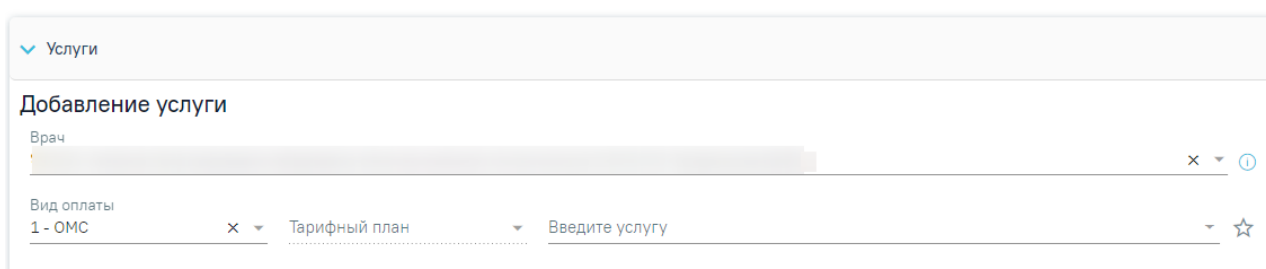 Услуги
Добавление услуги
Врач
Вид оплаты
1 - ОМС Тарифный план Введите услугу